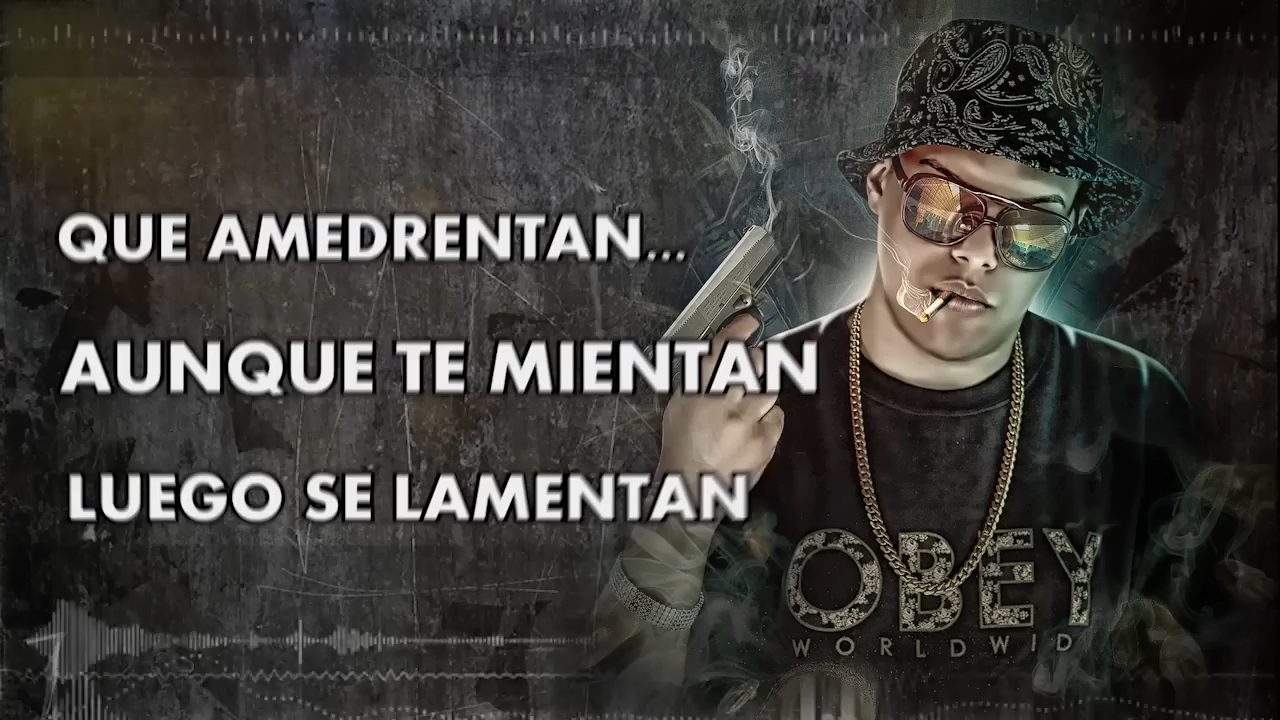 QUE AMEDRENTAN...
AUNQUE TE MIENTAN
LUEGO SE LAMENTAN
OBEY
WORLDWID